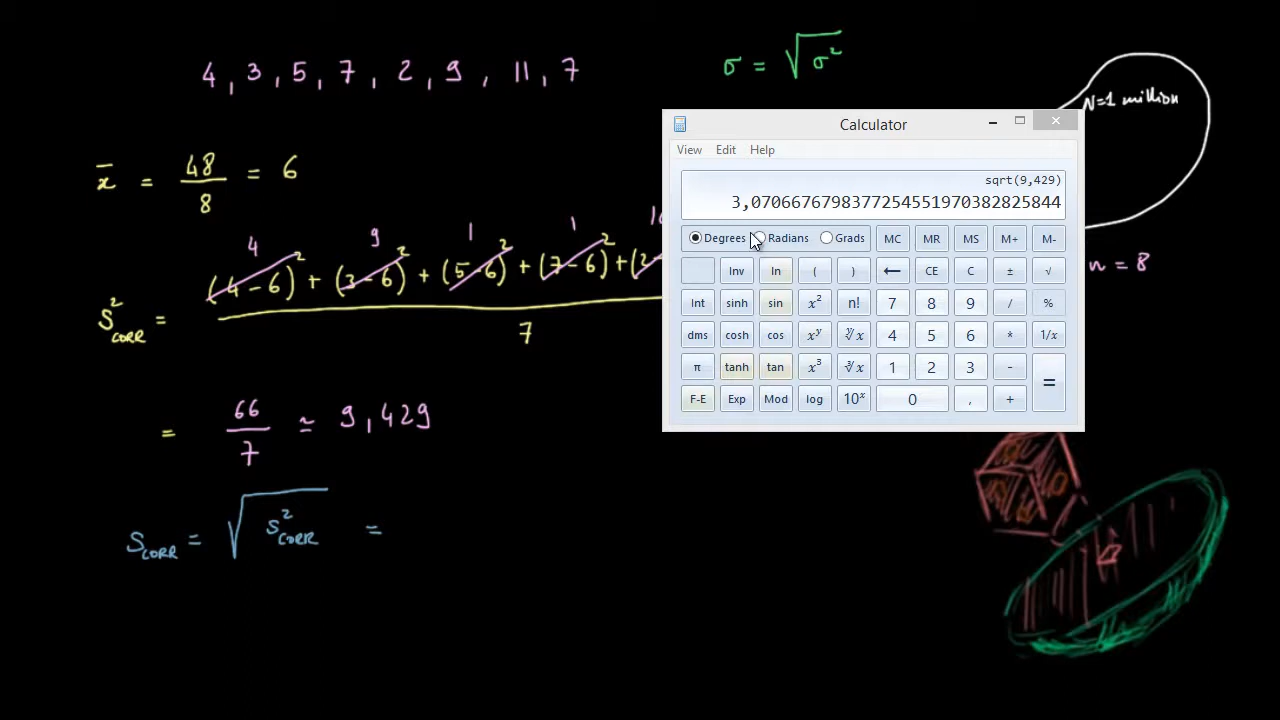 4, 3, 5, 7, 2, 9, 11, 7
σ = √σ²
N=1 million
x̄ = 48/8 = 6
4 9 1 1
S²CORR = (4-6)² + (3-6)² + (5-6)² + (7-6)² + (2-
7
n = 8
= 66/7 ≃ 9,429
SCORR = √S²CORR =
Calculator
View Edit Help
sqrt(9,429)
3,0706676798377254551970382825844
Degrees Radians Grads MC MR MS M+ M-
Inv ln ( ) ← CE C ± √
Int sinh sin x² n! 7 8 9 / %
dms cosh cos xʸ ʸ√x 4 5 6 * 1/x
π tanh tan x³ ³√x 1 2 3 - =
F-E Exp Mod log 10ˣ 0 , +